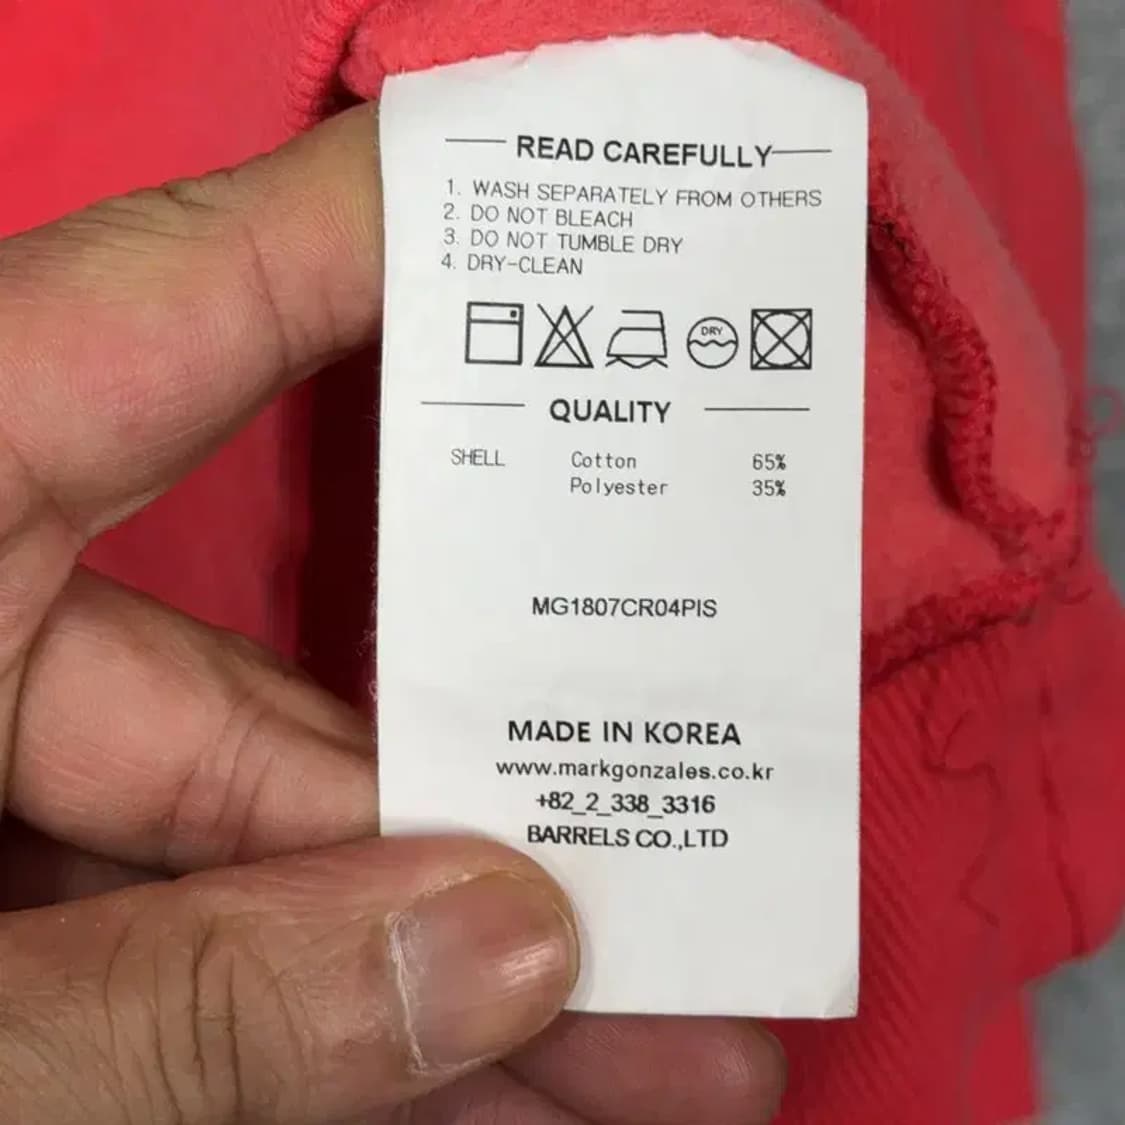 READ CAREFULLY
1. WASH SEPARATELY FROM OTHERS
2. DO NOT BLEACH
3. DO NOT TUMBLE DRY
4. DRY-CLEAN
DRY
QUALITY
SHELL Cotton 65%
Polyester 35%
MG1807CR04PIS
MADE IN KOREA
www.markgonzales.co.kr
+82_2_338_3316
BARRELS CO.,LTD